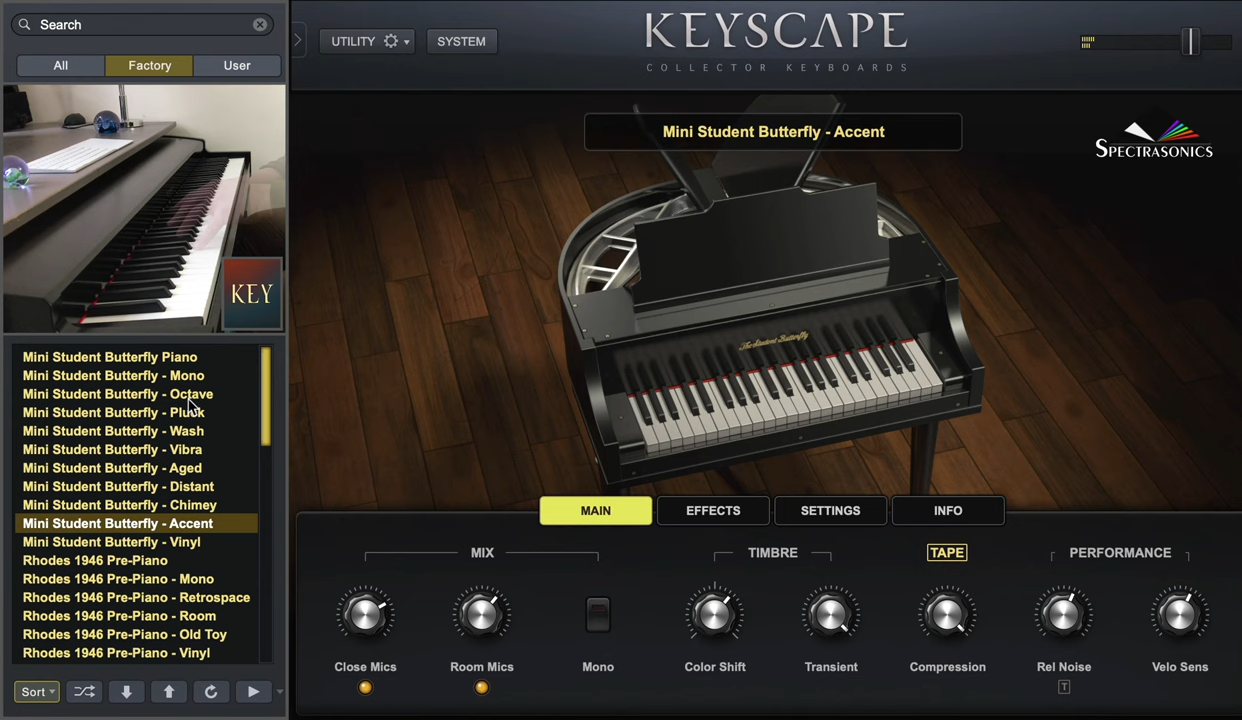 Search
All
Factory
User
KEY
Mini Student Butterfly Piano
Mini Student Butterfly - Mono
Mini Student Butterfly - Octave
Mini Student Butterfly - Pluck
Mini Student Butterfly - Wash
Mini Student Butterfly - Vibra
Mini Student Butterfly - Aged
Mini Student Butterfly - Distant
Mini Student Butterfly - Chimey
Mini Student Butterfly - Accent
Mini Student Butterfly - Vinyl
Rhodes 1946 Pre-Piano
Rhodes 1946 Pre-Piano - Mono
Rhodes 1946 Pre-Piano - Retrospace
Rhodes 1946 Pre-Piano - Room
Rhodes 1946 Pre-Piano - Old Toy
Rhodes 1946 Pre-Piano - Vinyl
Sort
UTILITY
SYSTEM
KEYSCAPE
COLLECTOR KEYBOARDS
Mini Student Butterfly - Accent
SPECTRASONICS
The Student Butterfly
MAIN
EFFECTS
SETTINGS
INFO
MIX
TIMBRE
TAPE
PERFORMANCE
Close Mics
Room Mics
Mono
Color Shift
Transient
Compression
Rel Noise
Velo Sens
T